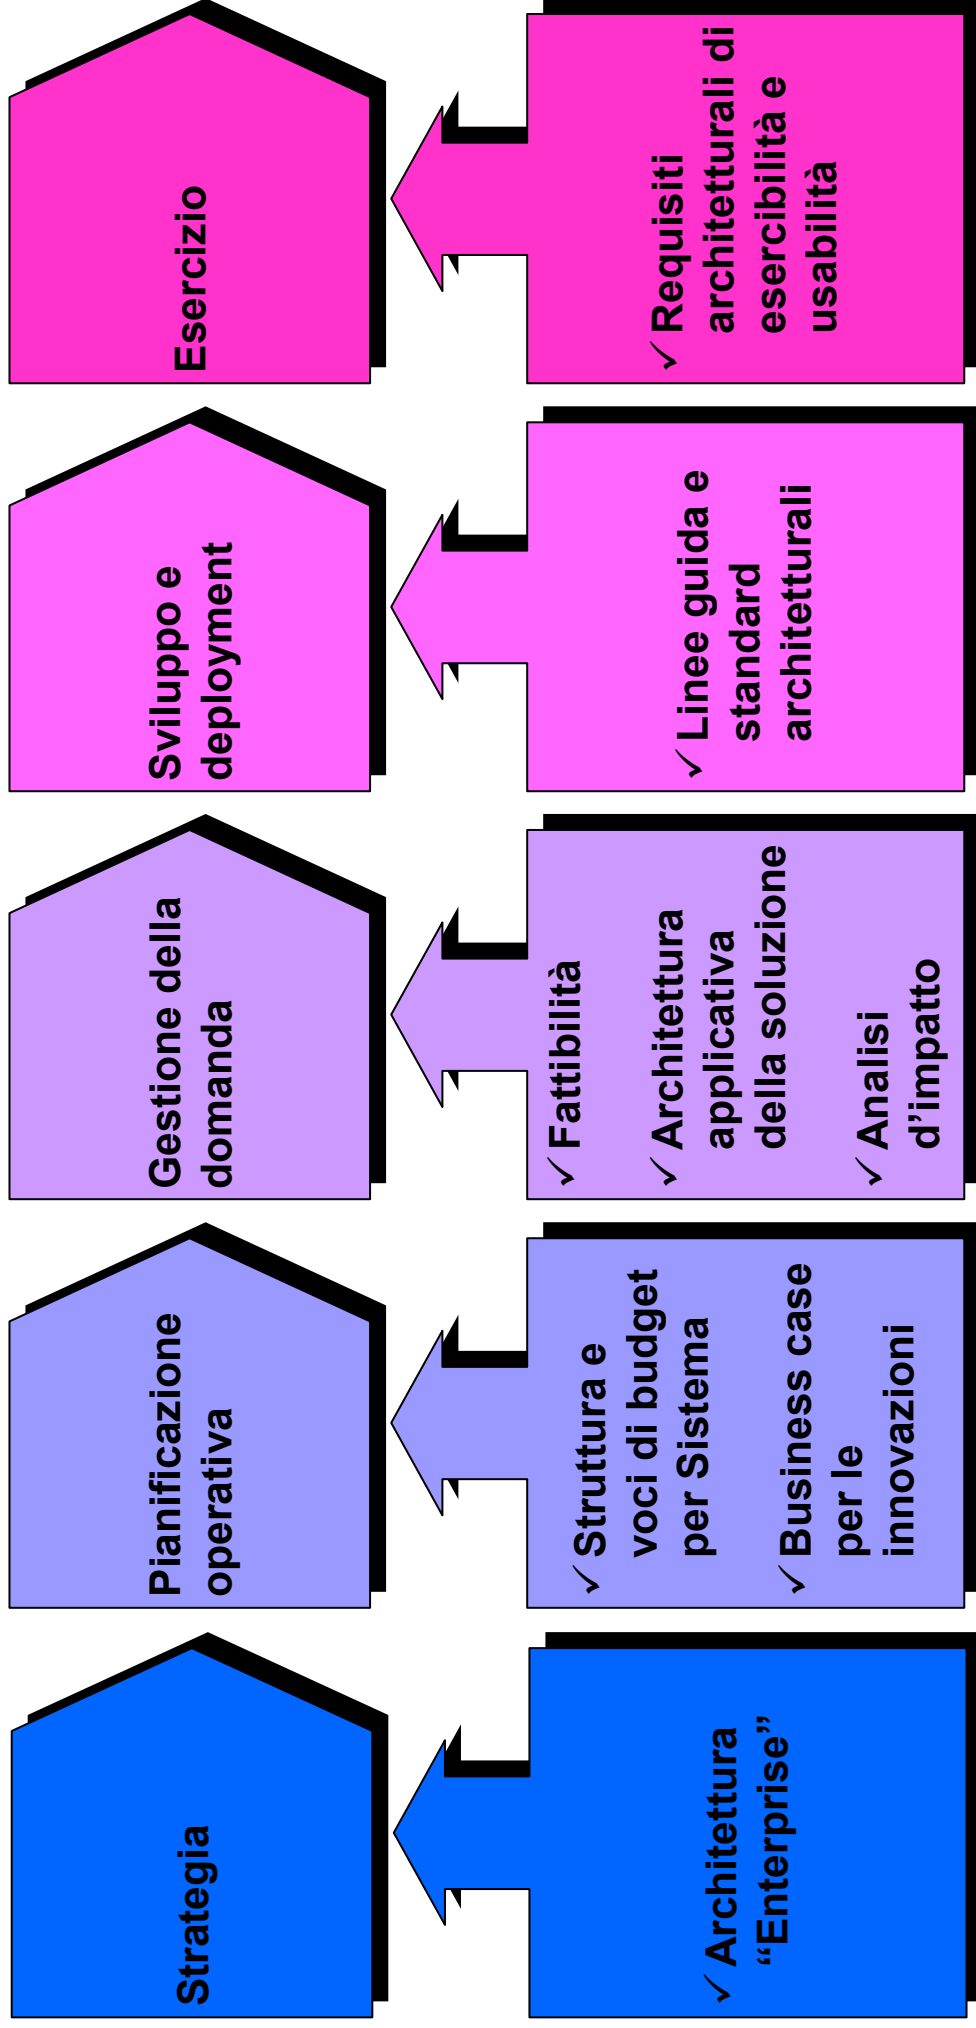 Strategia
Pianificazione
operativa
Gestione della
domanda
Sviluppo e
deployment
Esercizio
✓ Architettura
“Enterprise”
✓ Struttura e
voci di budget
per Sistema
✓ Business case
per le
innovazioni
✓ Fattibilità
✓ Architettura
applicativa
della soluzione
✓ Analisi
d’impatto
✓ Linee guida e
standard
architetturali
✓ Requisiti
architetturali di
esercibilità e
usabilità